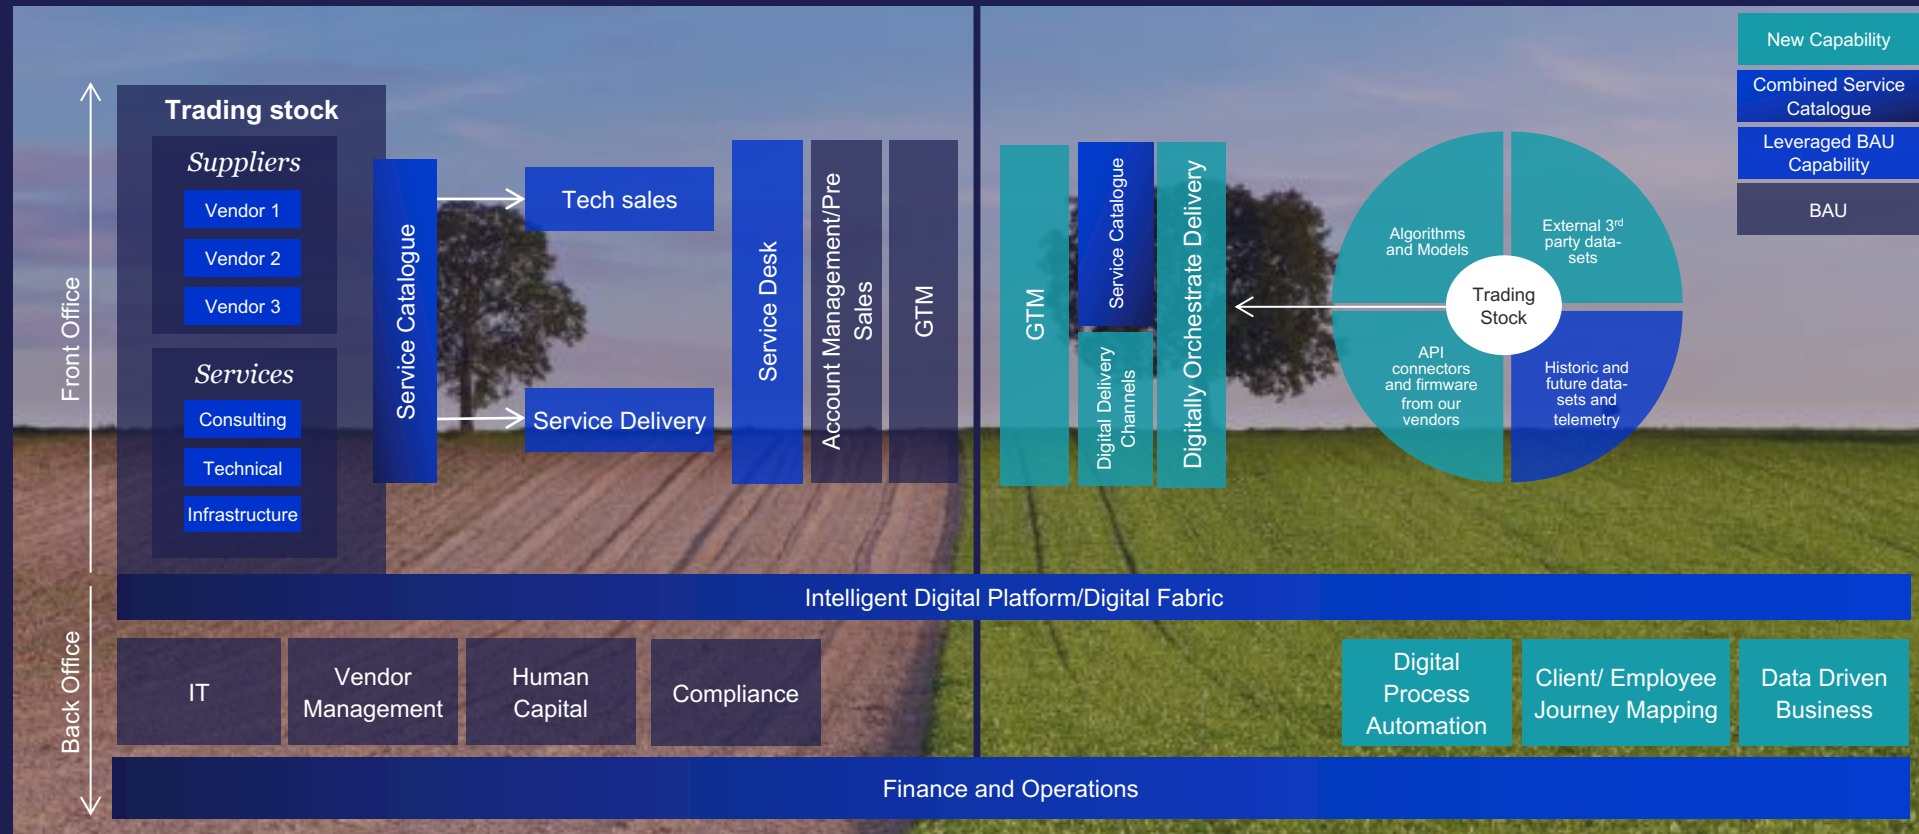 New Capability
Combined Service
Catalogue
Leveraged BAU
Capability
BAU
Front Office
Back Office
Trading stock
Suppliers
Vendor 1
Vendor 2
Vendor 3
Services
Consulting
Technical
Infrastructure
Service Catalogue
Tech sales
Service Delivery
Service Desk
Account Management/Pre
Sales
GTM
GTM
Service Catalogue
Digital Delivery
Channels
Digitally Orchestrate Delivery
Algorithms
and Models
External 3rd
party data-
sets
Trading
Stock
API
connectors
and firmware
from our
vendors
Historic and
future data-
sets and
telemetry
Intelligent Digital Platform/Digital Fabric
IT
Vendor
Management
Human
Capital
Compliance
Digital
Process
Automation
Client/ Employee
Journey Mapping
Data Driven
Business
Finance and Operations